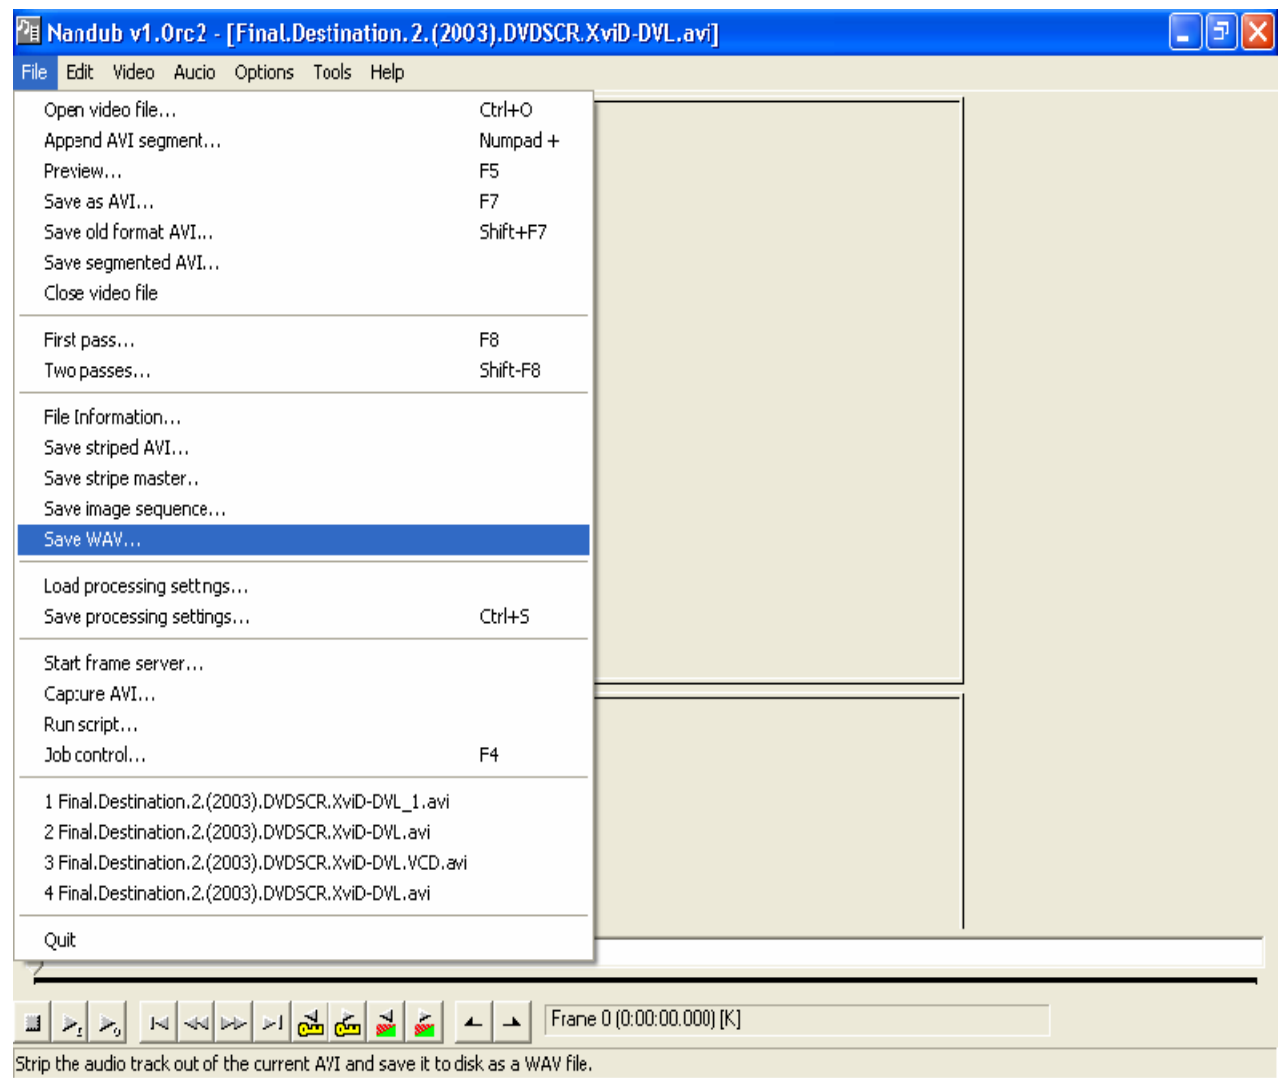 Nandub v1.0rc2 - [Final.Destination.2.(2003).DVDSCR.XviD-DVL.avi]
File Edit Video Aucio Options Tools Help
Open video file... Ctrl+O
Append AVI segment... Numpad +
Preview... F5
Save as AVI... F7
Save old format AVI... Shift+F7
Save segmented AVI...
Close video file
First pass... F8
Two passes... Shift-F8
File Information...
Save striped AVI...
Save stripe master..
Save image sequence...
Save WAV...
Load processing settngs...
Save processing settings... Ctrl+S
Start frame server...
Capture AVI...
Run script...
Job control... F4
1 Final.Destination.2.(2003).DVDSCR.XviD-DVL_1.avi
2 Final.Destination.2.(2003).DVDSCR.XviD-DVL.avi
3 Final.Destination.2.(2003).DVDSCR.XviD-DVL.VCD.avi
4 Final.Destination.2.(2003).DVDSCR.XviD-DVL.avi
Quit
Frame 0 (0:00:00.000) [K]
Strip the audio track out of the current AVI and save it to disk as a WAV file.